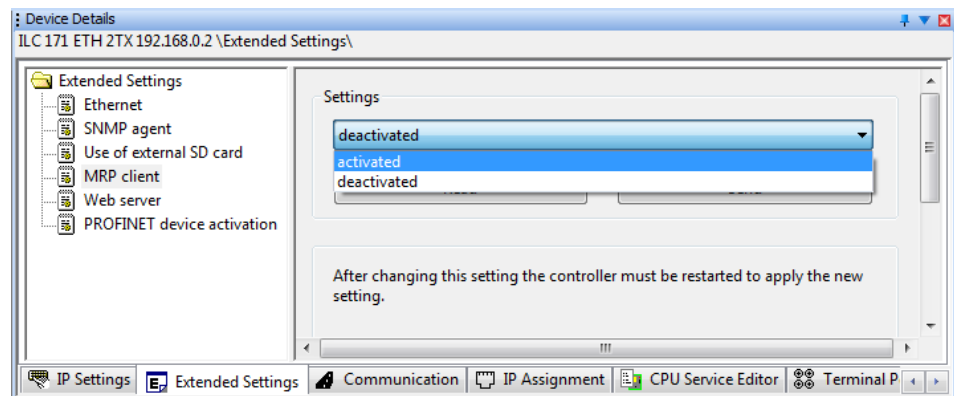 Device Details
ILC 171 ETH 2TX 192.168.0.2 \Extended Settings\
Extended Settings
Ethernet
SNMP agent
Use of external SD card
MRP client
Web server
PROFINET device activation
Settings
deactivated
activated
deactivated
After changing this setting the controller must be restarted to apply the new
setting.
IP Settings
Extended Settings
Communication
IP Assignment
CPU Service Editor
Terminal P